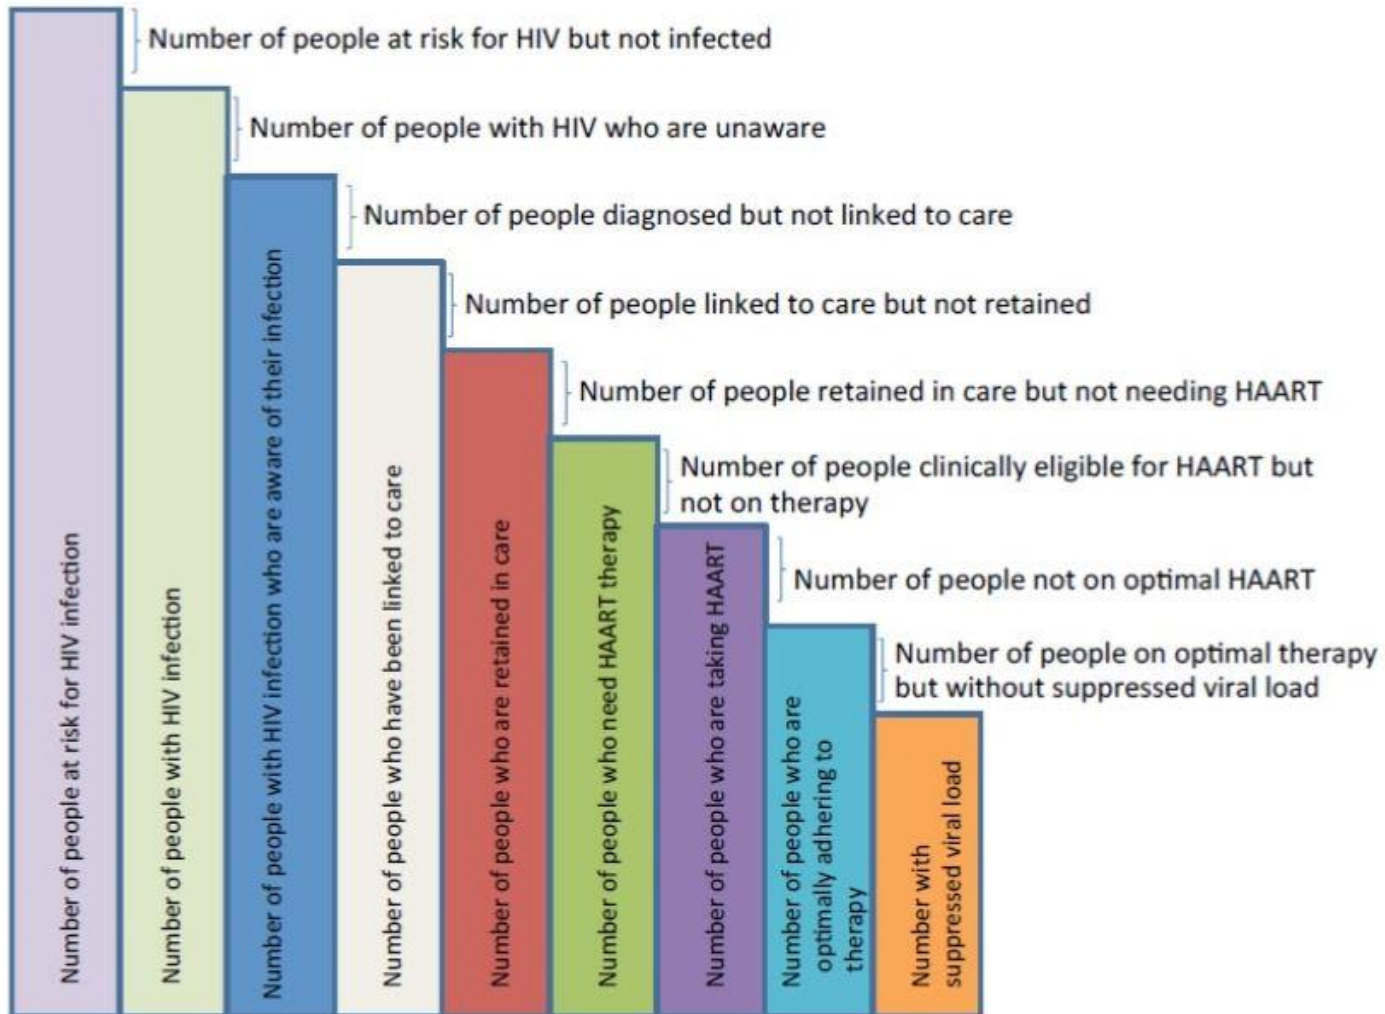 Number of people at risk for HIV but not infected
Number of people with HIV who are unaware
Number of people diagnosed but not linked to care
Number of people linked to care but not retained
Number of people retained in care but not needing HAART
Number of people clinically eligible for HAART but
not on therapy
Number of people not on optimal HAART
Number of people on optimal therapy
but without suppressed viral load
Number of people at risk for HIV infection
Number of people with HIV infection
Number of people with HIV infection who are aware of their infection
Number of people who have been linked to care
Number of people who are retained in care
Number of people who need HAART therapy
Number of people who are taking HAART
Number of people who are
optimally adhering to
therapy
Number with
suppressed viral load